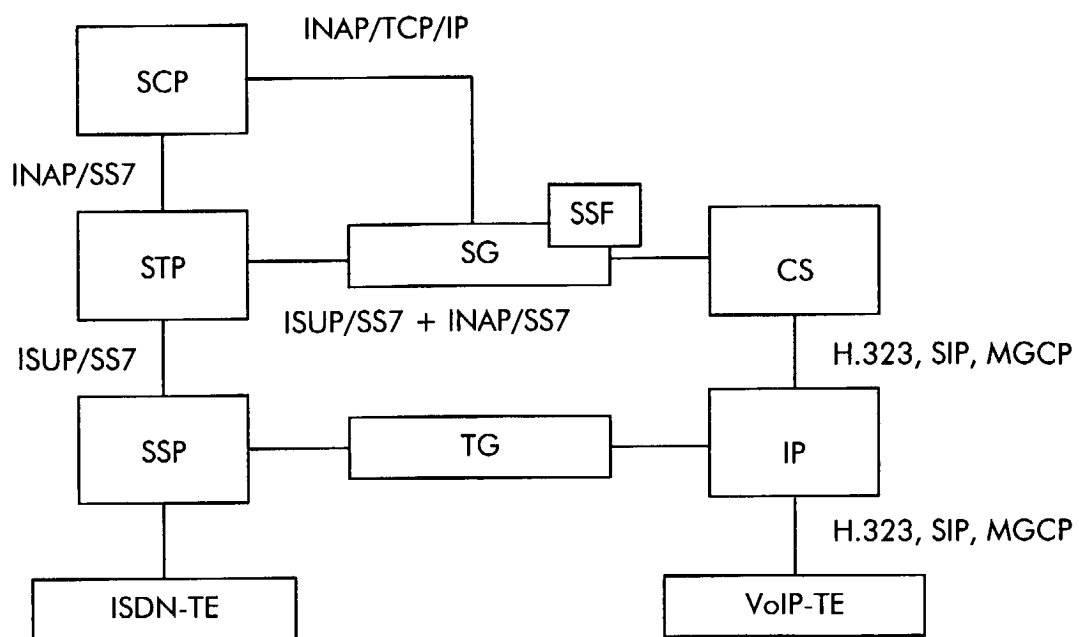 INAP/TCP/IP
SCP
INAP/SS7
SSF
STP
SG
CS
ISUP/SS7 + INAP/SS7
ISUP/SS7
H.323, SIP, MGCP
SSP
TG
IP
H.323, SIP, MGCP
ISDN-TE
VoIP-TE